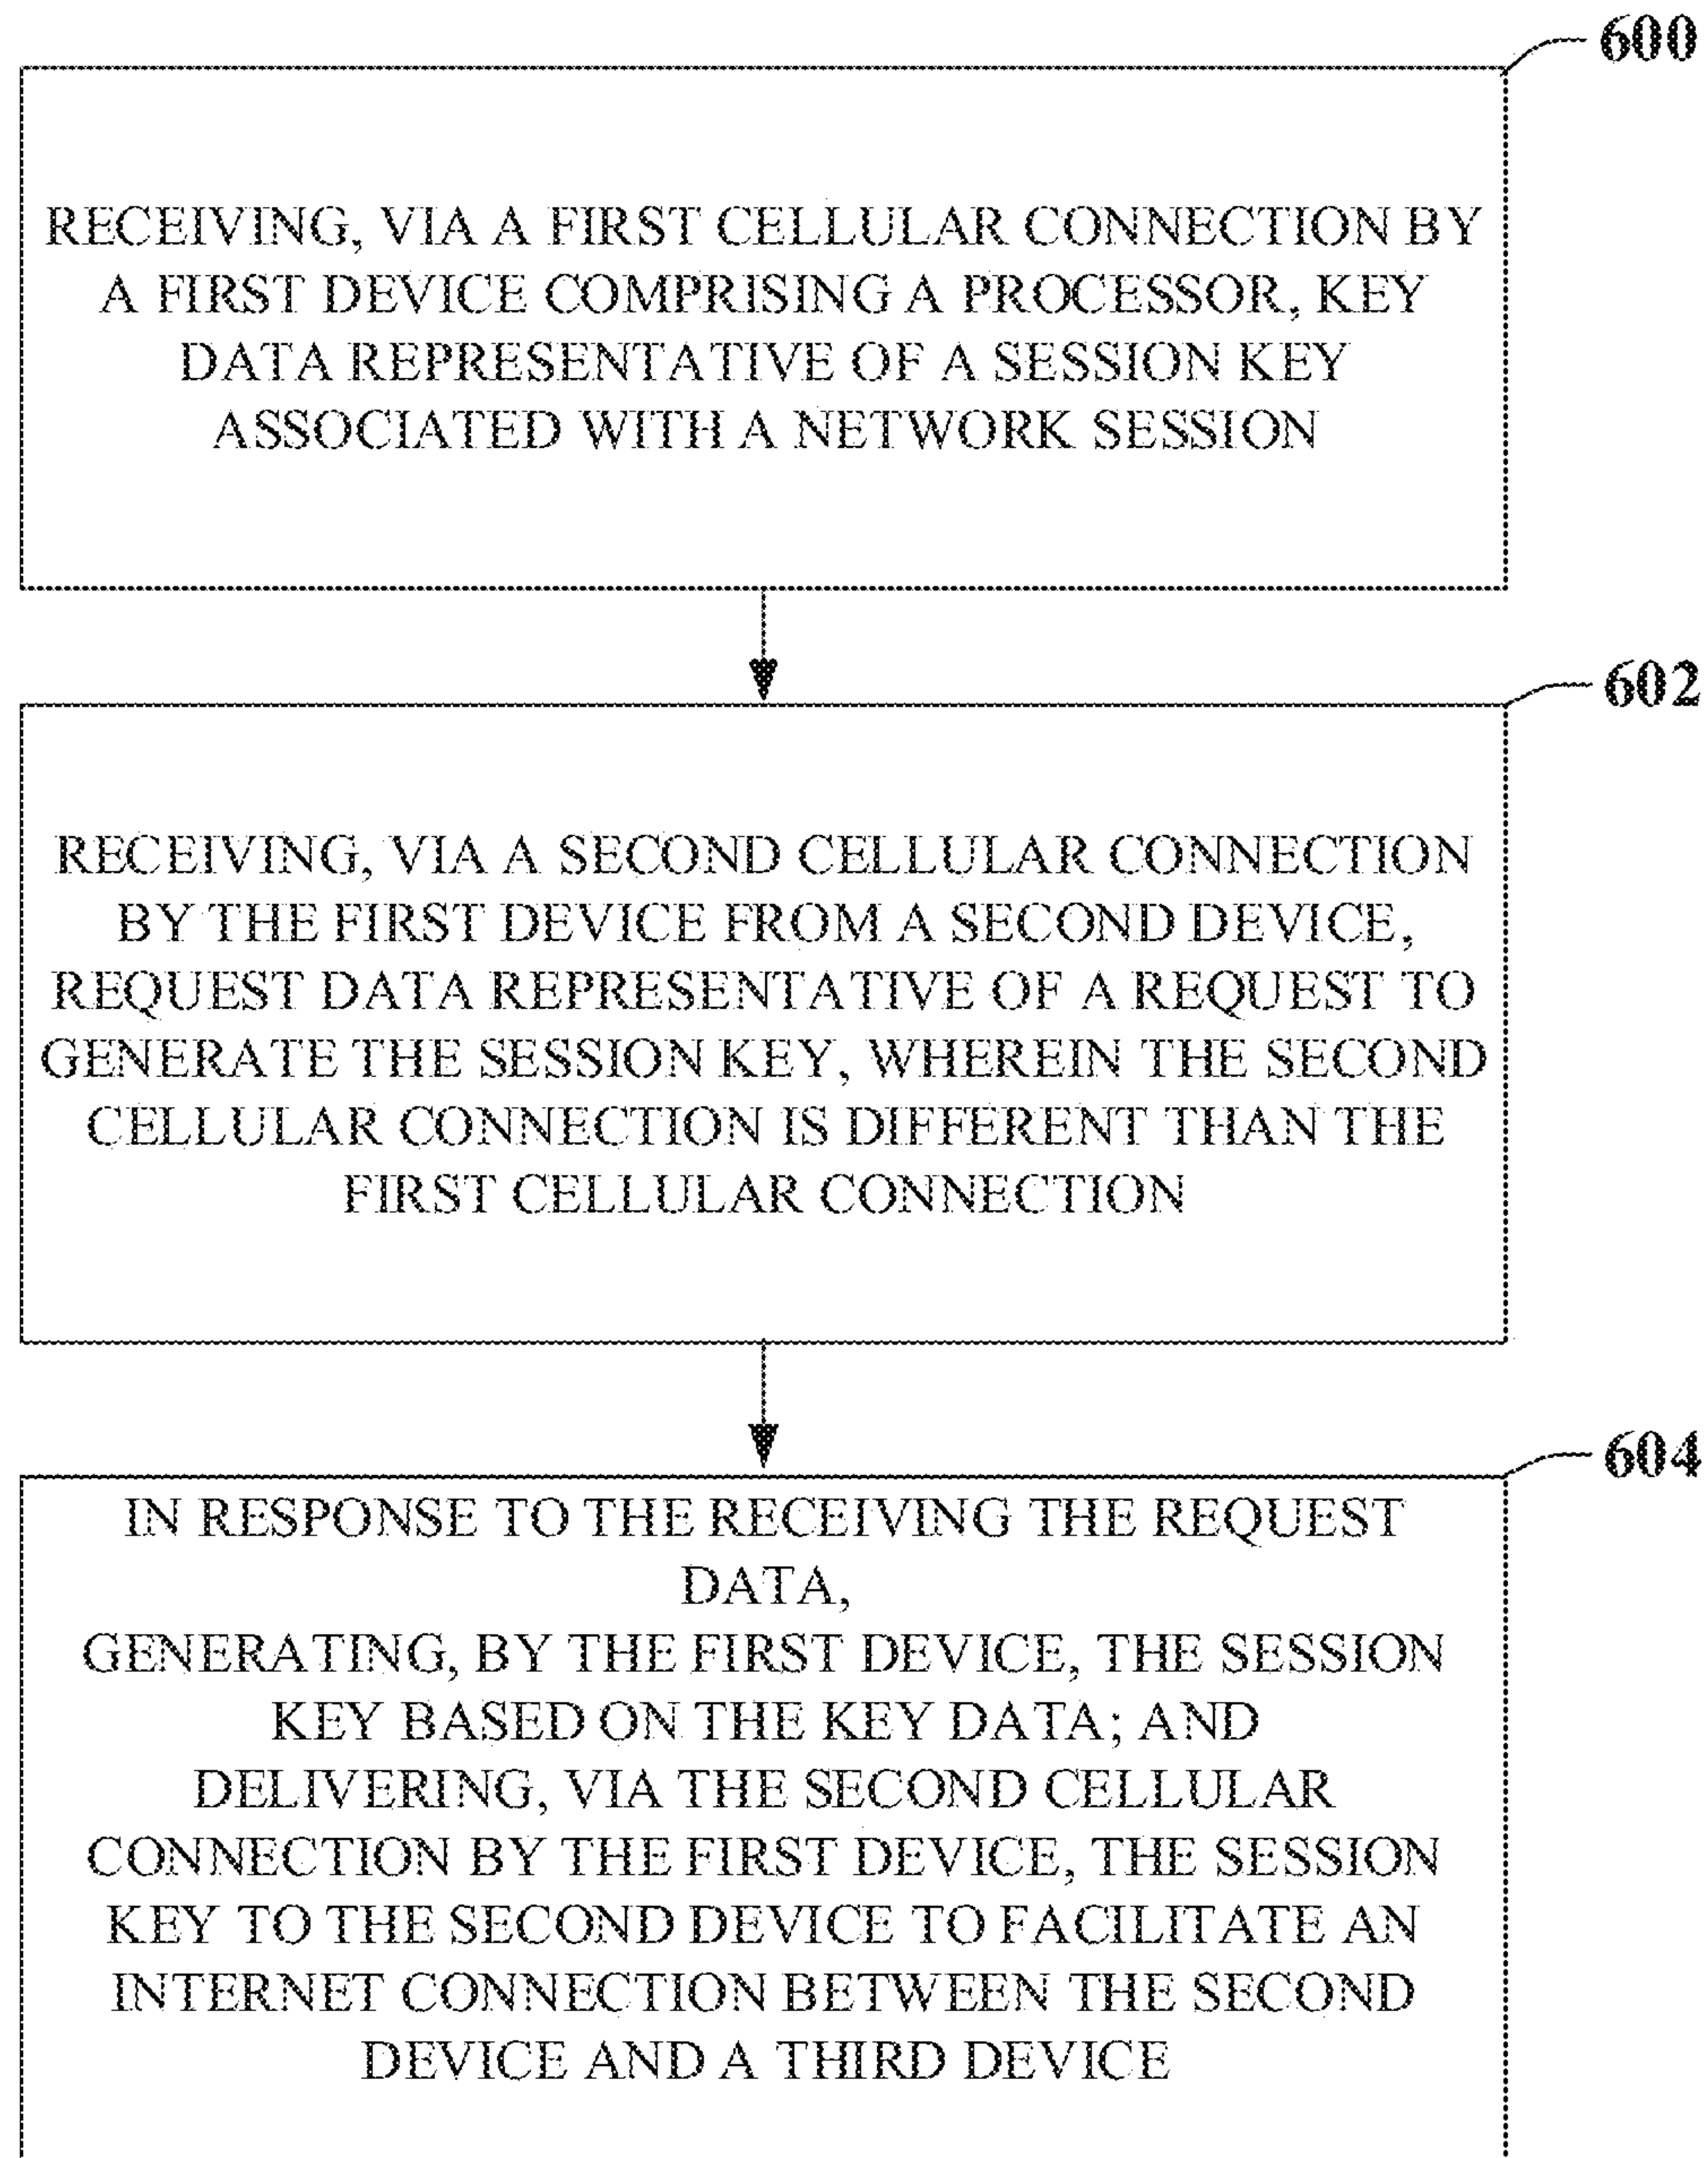 600
RECEIVING, VIA A FIRST CELLULAR CONNECTION BY
A FIRST DEVICE COMPRISING A PROCESSOR, KEY
DATA REPRESENTATIVE OF A SESSION KEY
ASSOCIATED WITH A NETWORK SESSION
602
RECEIVING, VIA A SECOND CELLULAR CONNECTION
BY THE FIRST DEVICE FROM A SECOND DEVICE,
REQUEST DATA REPRESENTATIVE OF A REQUEST TO
GENERATE THE SESSION KEY, WHEREIN THE SECOND
CELLULAR CONNECTION IS DIFFERENT THAN THE
FIRST CELLULAR CONNECTION
604
IN RESPONSE TO THE RECEIVING THE REQUEST
DATA,
GENERATING, BY THE FIRST DEVICE, THE SESSION
KEY BASED ON THE KEY DATA; AND
DELIVERING, VIA THE SECOND CELLULAR
CONNECTION BY THE FIRST DEVICE, THE SESSION
KEY TO THE SECOND DEVICE TO FACILITATE AN
INTERNET CONNECTION BETWEEN THE SECOND
DEVICE AND A THIRD DEVICE